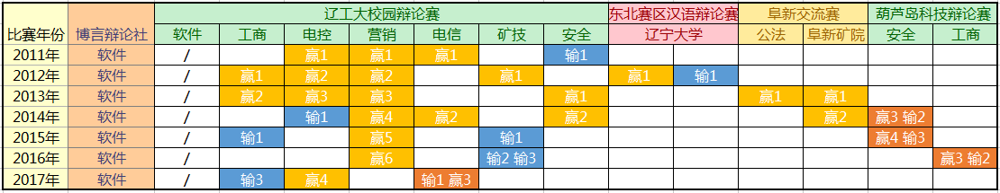 辽工大校园辩论赛 东北赛区汉语辩论赛 阜新交流赛 葫芦岛科技辩论赛
比赛年份 博言辩论社 软件 工商 电控 营销 电信 矿技 安全 辽宁大学 公法 阜新矿院 安全 工商
2011年 软件 / 赢1 赢1 赢1 输1
2012年 软件 / 赢1 赢2 赢2 赢1 赢1 输1
2013年 软件 / 赢2 赢3 赢3 赢1 赢1 赢1
2014年 软件 / 输1 赢4 赢2 赢2 赢2 赢3 输2
2015年 软件 / 输1 赢5 输1 赢4 输3
2016年 软件 / 赢6 输2 输3 赢3 输2
2017年 软件 / 输3 赢4 输1 赢3